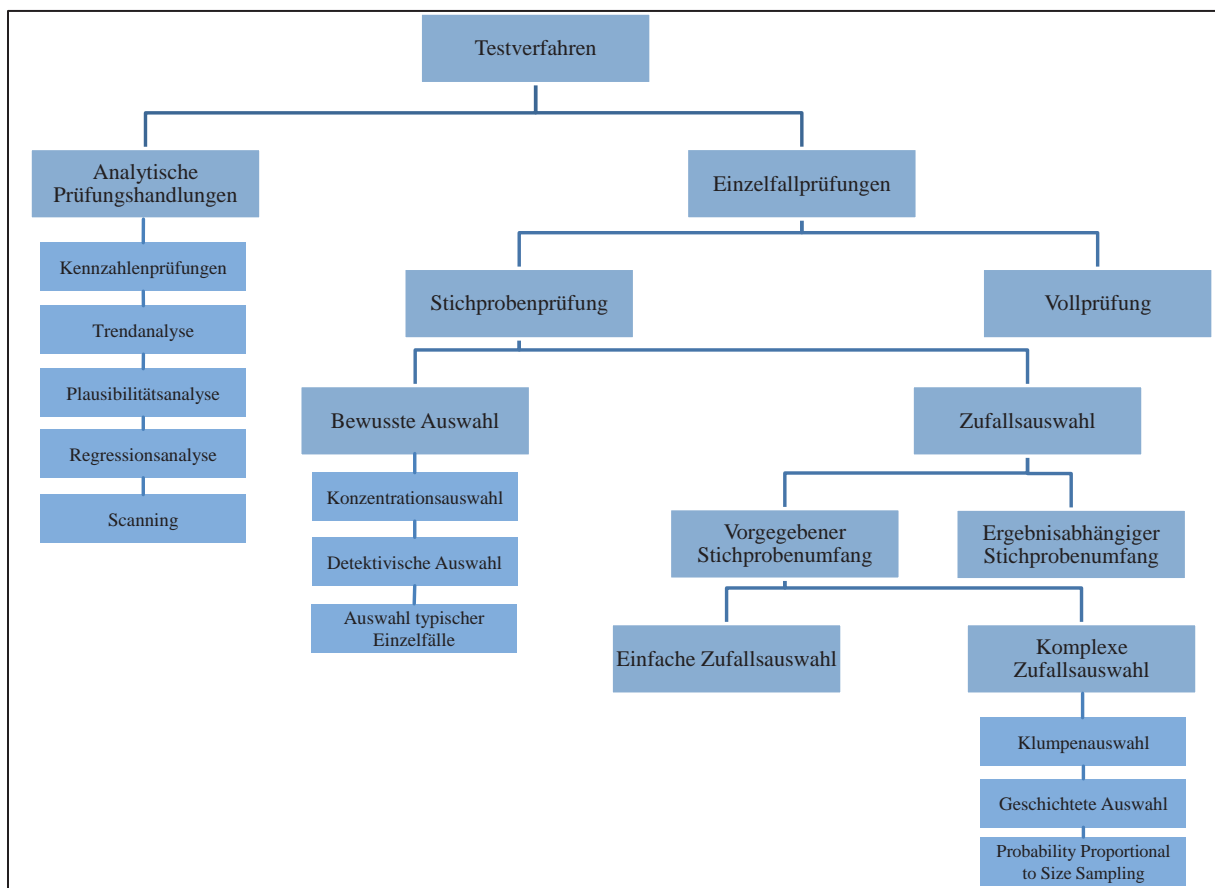 Testverfahren
Analytische
Prüfungshandlungen
Einzelfallprüfungen
Kennzahlenprüfungen
Trendanalyse
Plausibilitätsanalyse
Regressionsanalyse
Scanning
Stichprobenprüfung
Vollprüfung
Bewusste Auswahl
Zufallsauswahl
Konzentrationsauswahl
Detektivische Auswahl
Auswahl typischer
Einzelfälle
Vorgegebener
Stichprobenumfang
Ergebnisabhängiger
Stichprobenumfang
Einfache Zufallsauswahl
Komplexe
Zufallsauswahl
Klumpenauswahl
Geschichtete Auswahl
Probability Proportional
to Size Sampling